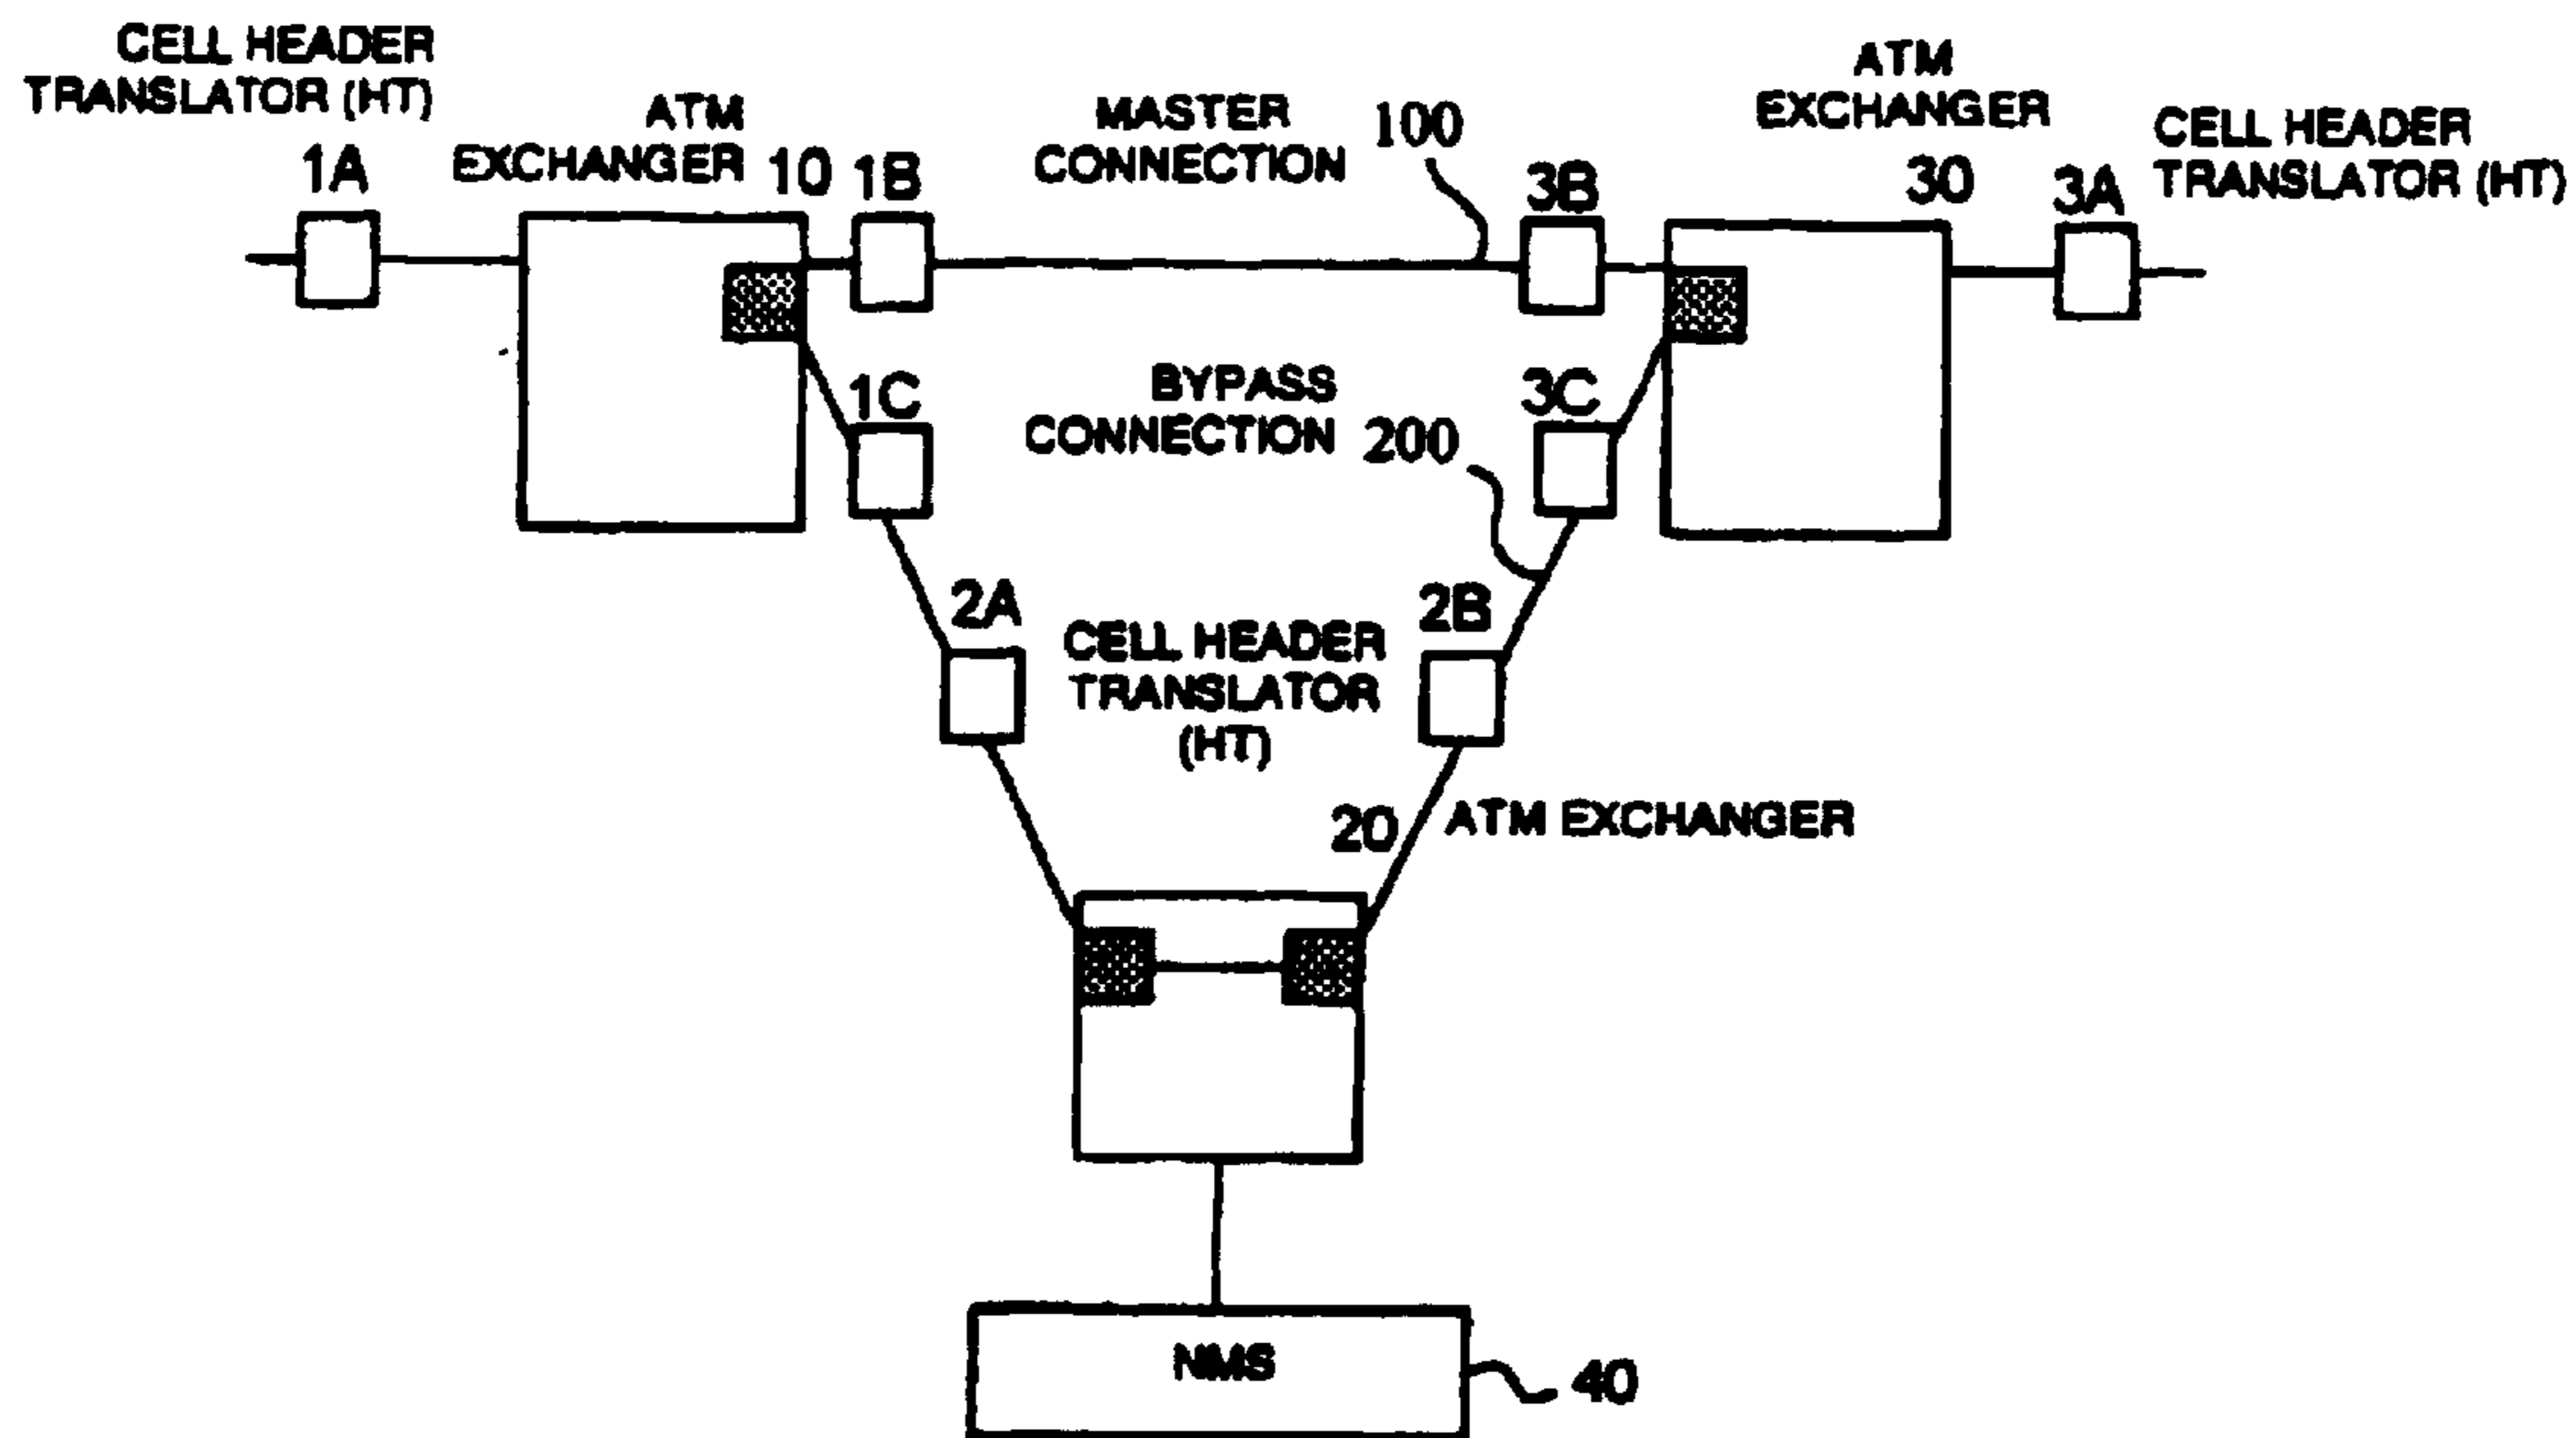 CELL HEADER
TRANSLATOR (HT)
1A
ATM
EXCHANGER 10
1B
MASTER
CONNECTION
100
3B
ATM
EXCHANGER
30
3A
CELL HEADER
TRANSLATOR (HT)
1C
BYPASS
CONNECTION 200
3C
2A
CELL HEADER
TRANSLATOR
(HT)
2B
20
ATM EXCHANGER
NMS
40